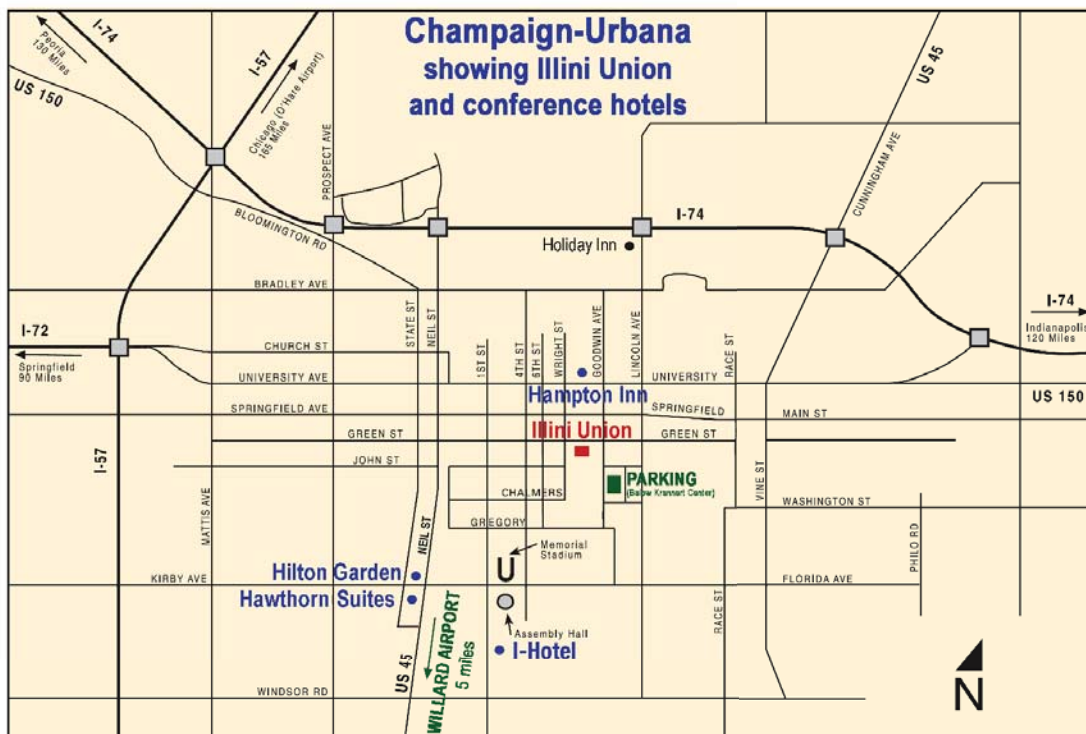 Champaign-Urbana
showing Illini Union
and conference hotels
I-74
Peoria
130 Miles
I-57
Chicago (O'Hare Airport)
165 Miles
US 150
US 45
PROSPECT AVE
CUNNINGHAM AVE
BLOOMINGTON RD
I-74
Holiday Inn
BRADLEY AVE
I-74
Indianapolis
120 Miles
I-72
Springfield
90 Miles
CHURCH ST
STATE ST
NEIL ST
1ST ST
4TH ST
6TH ST
WRIGHT ST
GOODWIN AVE
LINCOLN AVE
RACE ST
UNIVERSITY AVE
UNIVERSITY
Hampton Inn
US 150
SPRINGFIELD AVE
SPRINGFIELD
MAIN ST
Illini Union
GREEN ST
GREEN ST
I-57
JOHN ST
PARKING
(Below Krannert Center)
CHALMERS
VINE ST
WASHINGTON ST
MATTIS AVE
GREGORY
NEIL ST
PHILO RD
Memorial
Stadium
U
Hilton Garden
KIRBY AVE
FLORIDA AVE
Hawthorn Suites
RACE ST
Assembly Hall
I-Hotel
US 45
WILLARD AIRPORT
5 miles
WINDSOR RD
N